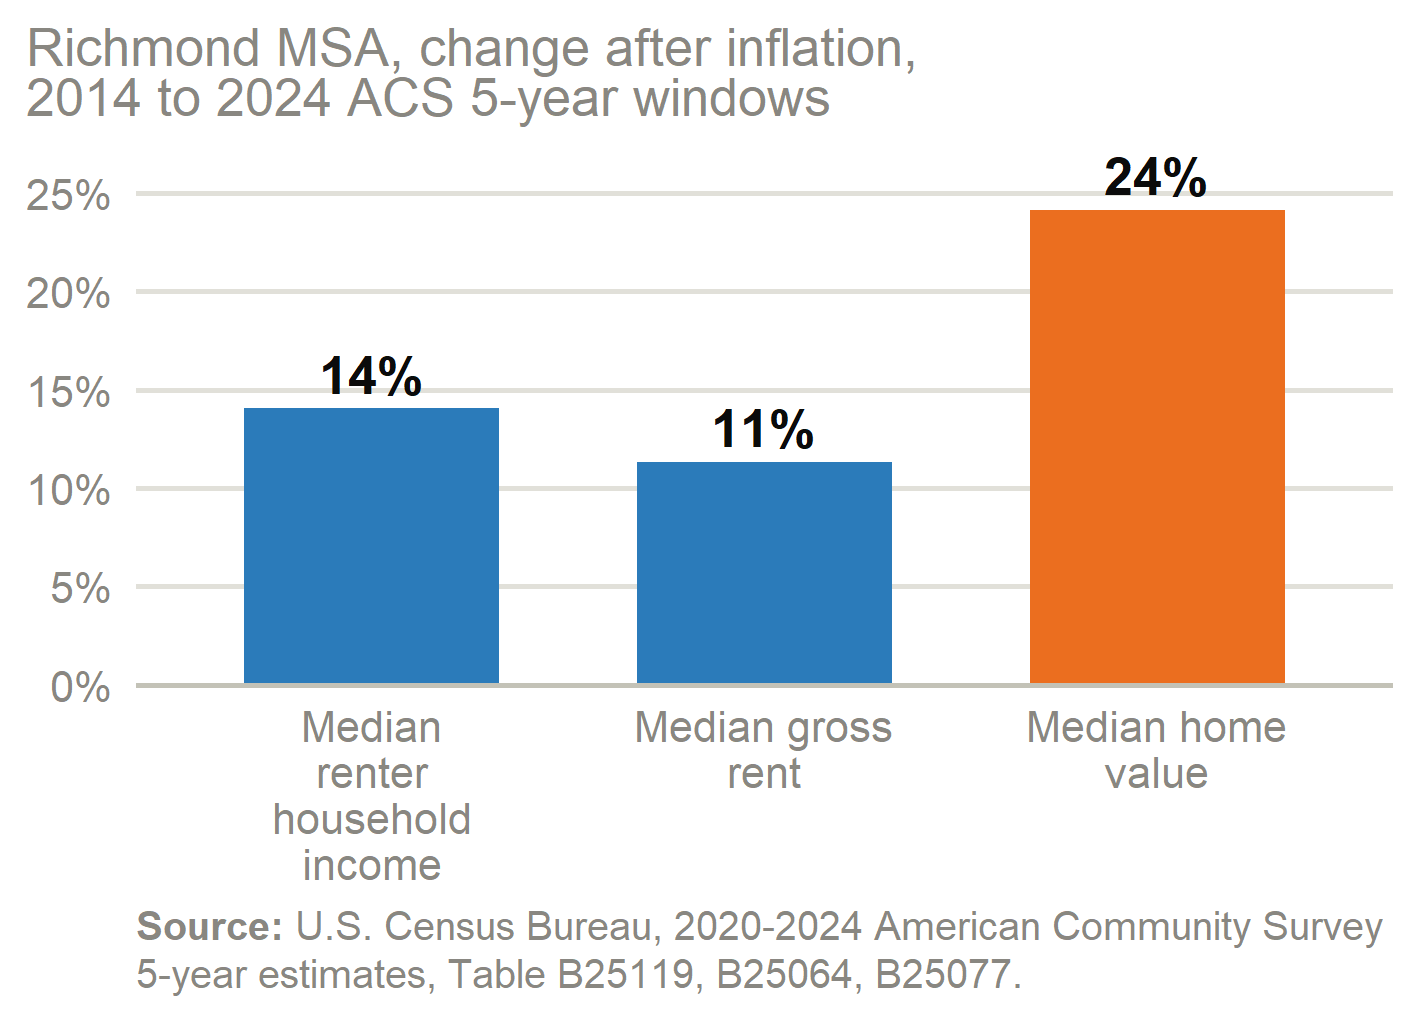 Richmond MSA, change after inflation,
2014 to 2024 ACS 5-year windows
25%
20%
15%
10%
5%
0%
14%
11%
24%
Median
renter
household
income
Median gross
rent
Median home
value
Source: U.S. Census Bureau, 2020-2024 American Community Survey
5-year estimates, Table B25119, B25064, B25077.